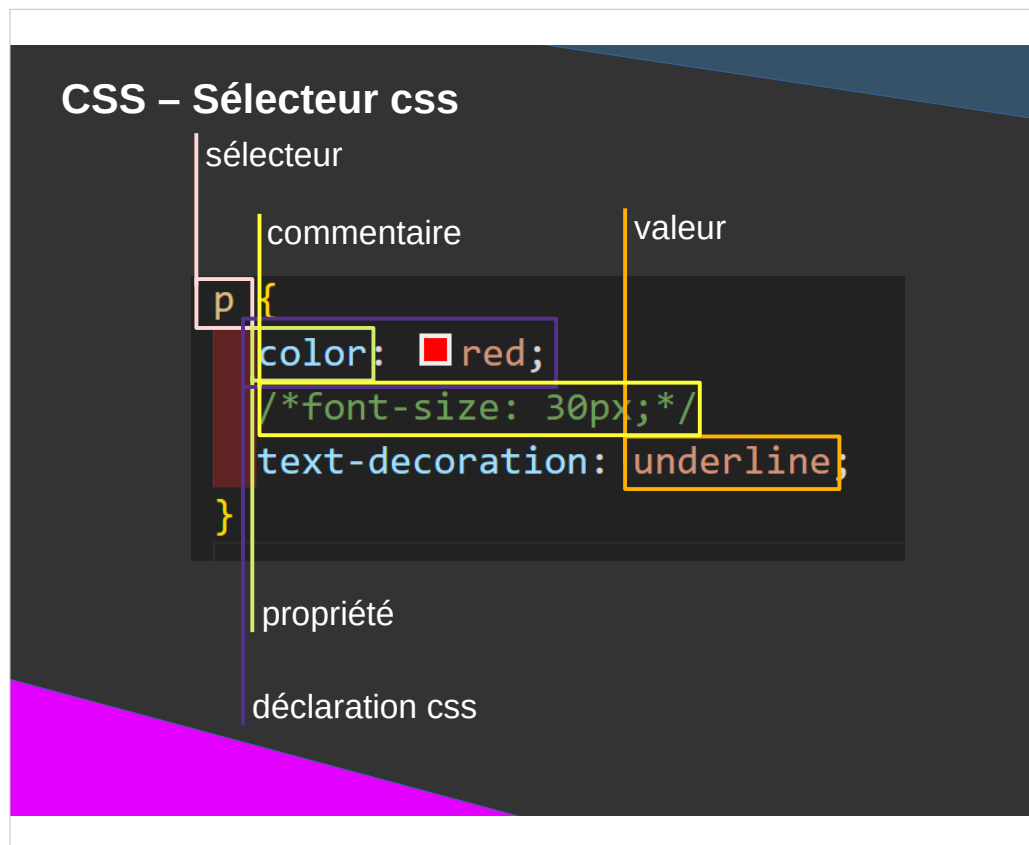 CSS – Sélecteur css
sélecteur
commentaire
valeur
p {
color: red;
/*font-size: 30px;*/
text-decoration: underline;
}
propriété
déclaration css